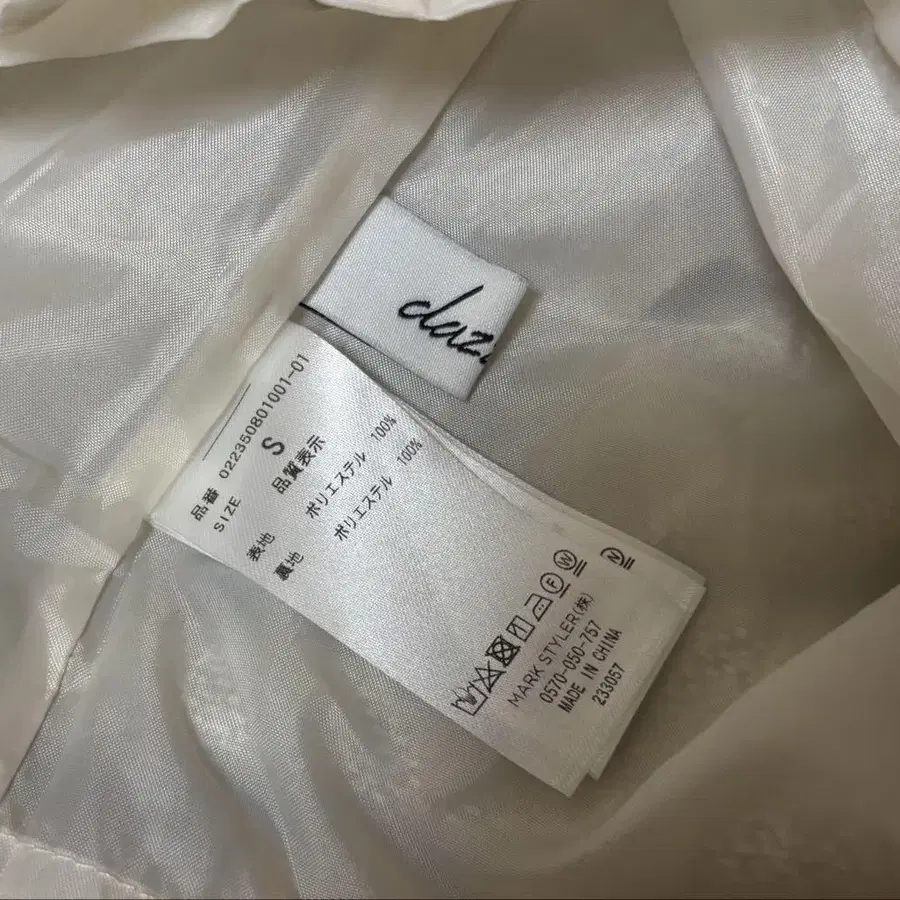 daz
品番 022350801001-01
SIZE S
品質表示
表地 ポリエステル 100%
裏地 ポリエステル 100%
F W N
MARK STYLER(株)
0570-050-757
MADE IN CHINA
233057